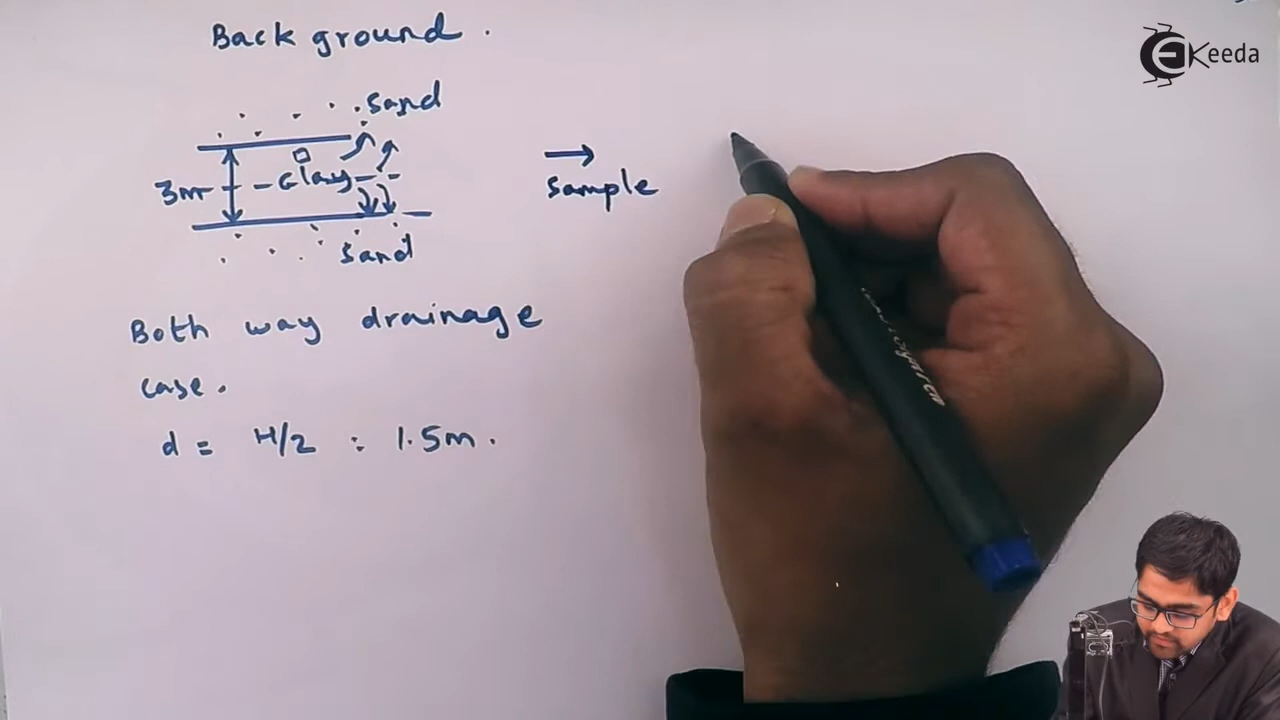 Back ground.
EKeeda
Sand
3m
Clay
Sample
Sand
Both way drainage
case.
d = H/2 : 1.5m.